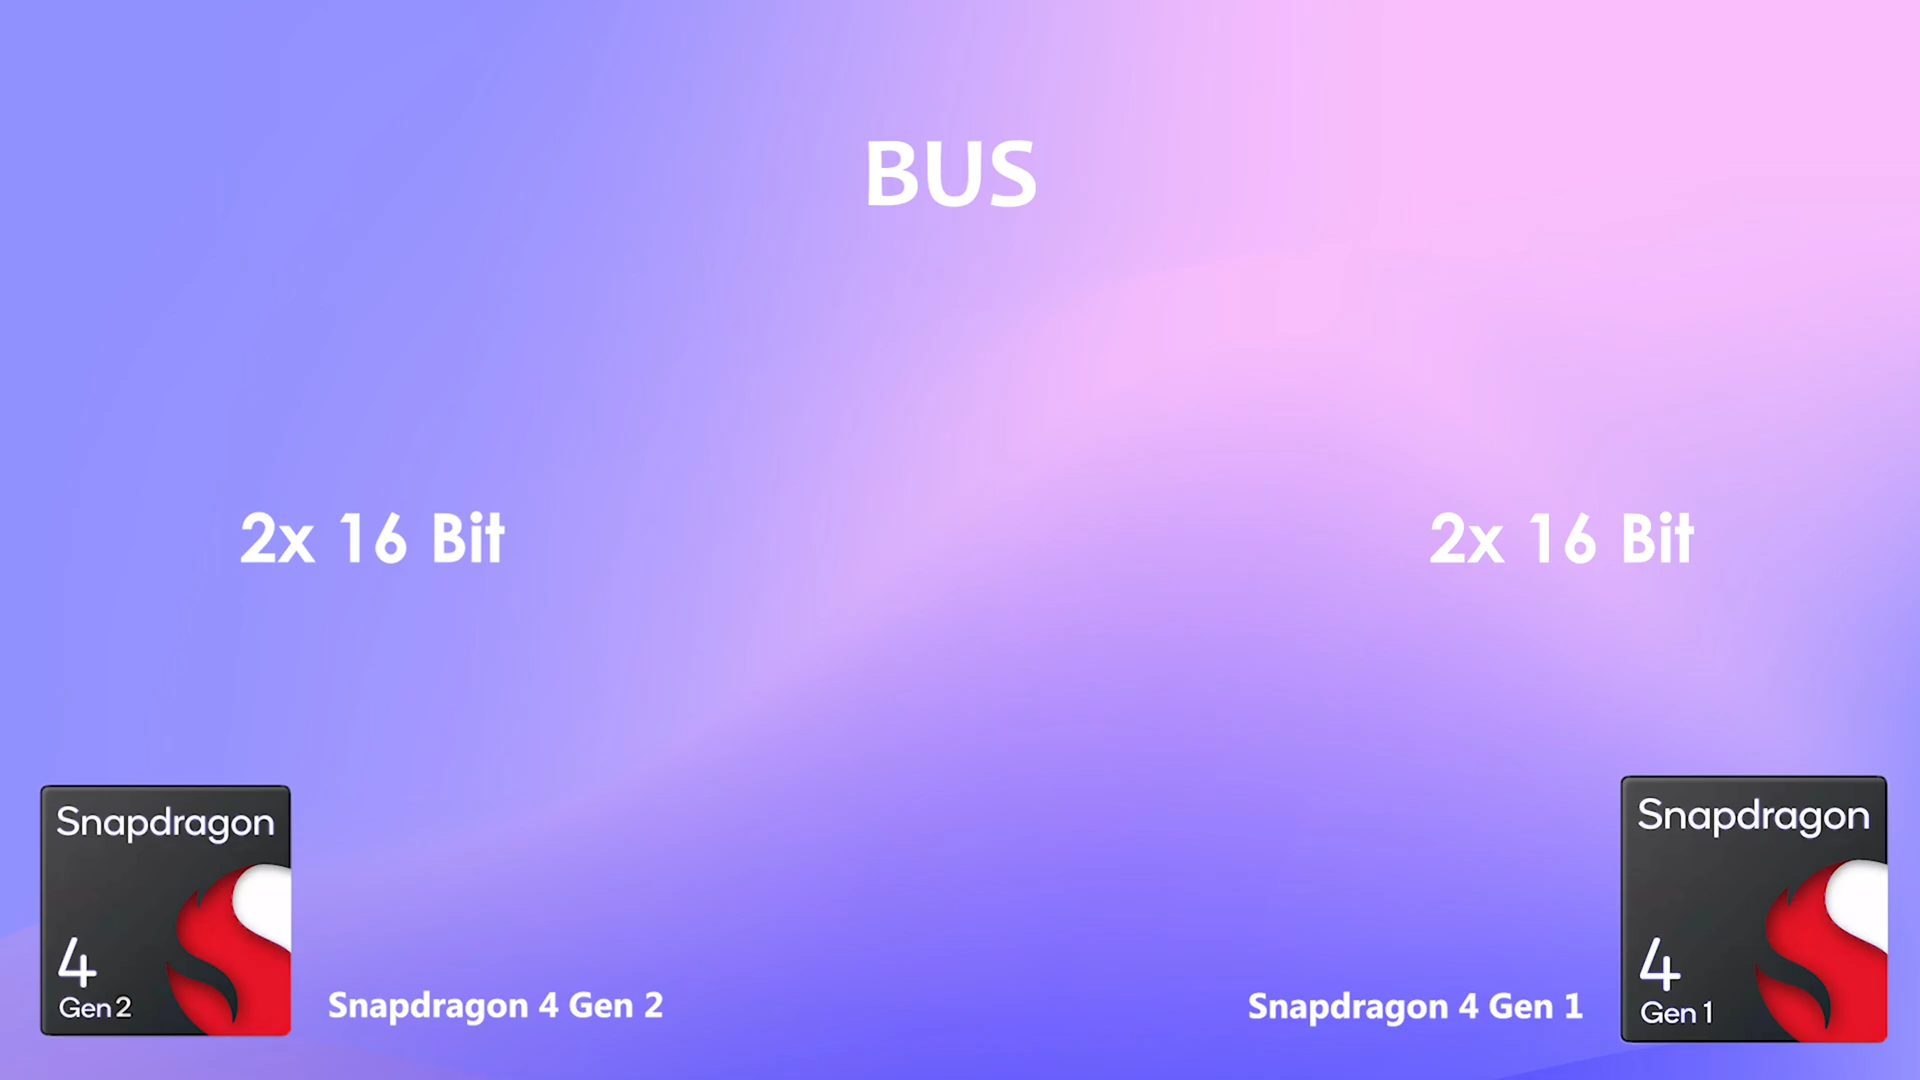 BUS
2x 16 Bit
2x 16 Bit
Snapdragon
4
Gen 2
Snapdragon 4 Gen 2
Snapdragon 4 Gen 1
Snapdragon
4
Gen 1